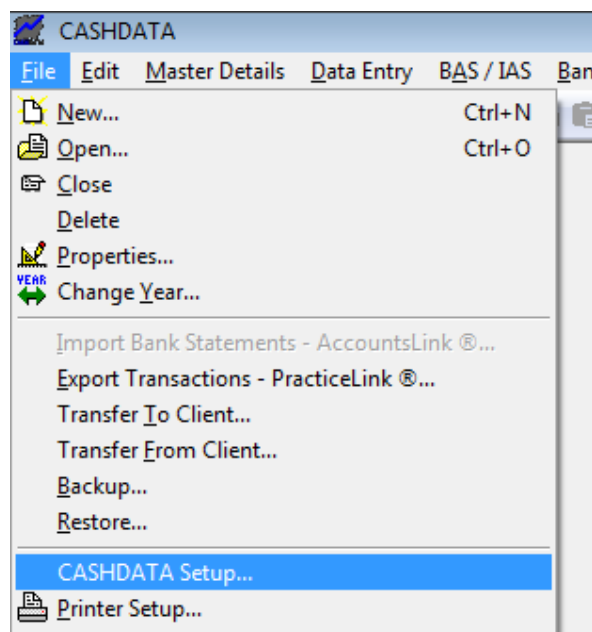 CASHDATA
File Edit Master Details Data Entry BAS / IAS Ban
New... Ctrl+N
Open... Ctrl+O
Close
Delete
Properties...
YEAR
Change Year...
Import Bank Statements - AccountsLink ®...
Export Transactions - PracticeLink ®...
Transfer To Client...
Transfer From Client...
Backup...
Restore...
CASHDATA Setup...
Printer Setup...